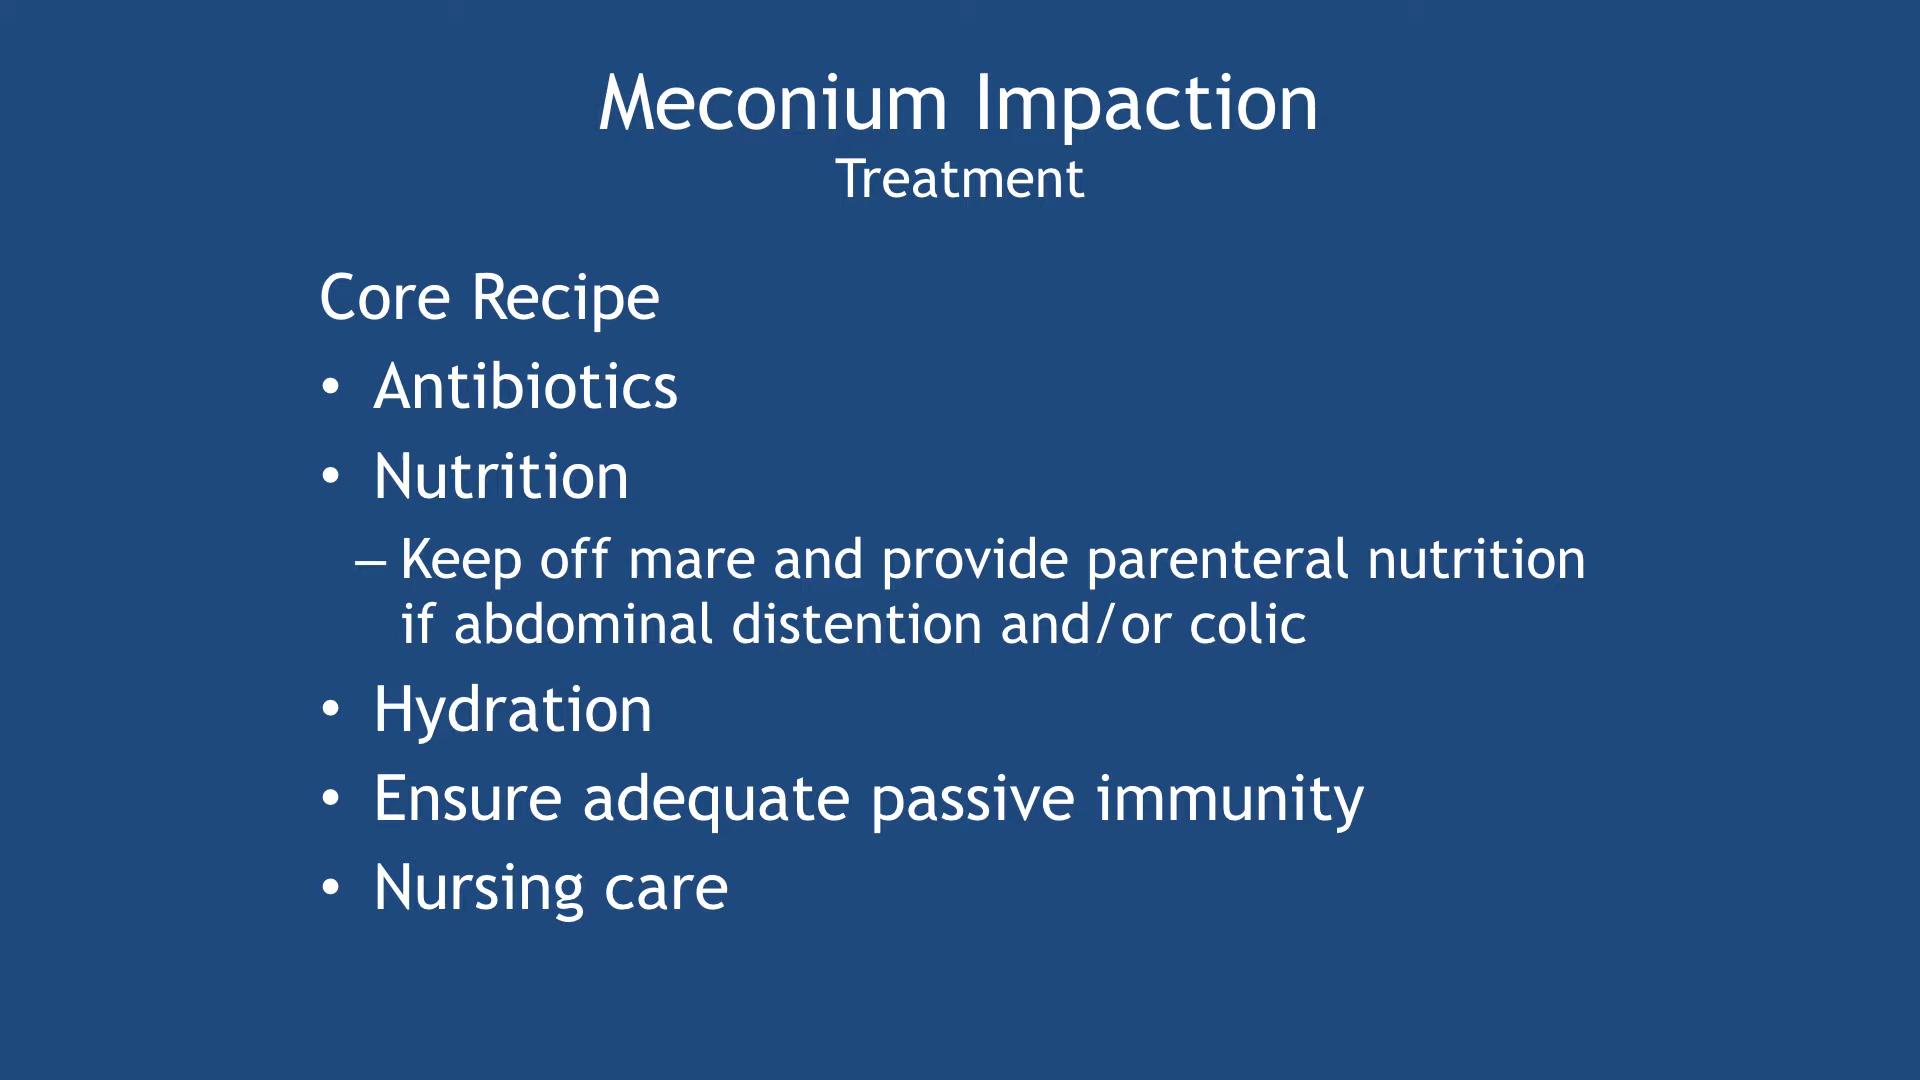 Meconium Impaction
Treatment
Core Recipe
• Antibiotics
• Nutrition
– Keep off mare and provide parenteral nutrition
if abdominal distention and/or colic
• Hydration
• Ensure adequate passive immunity
• Nursing care